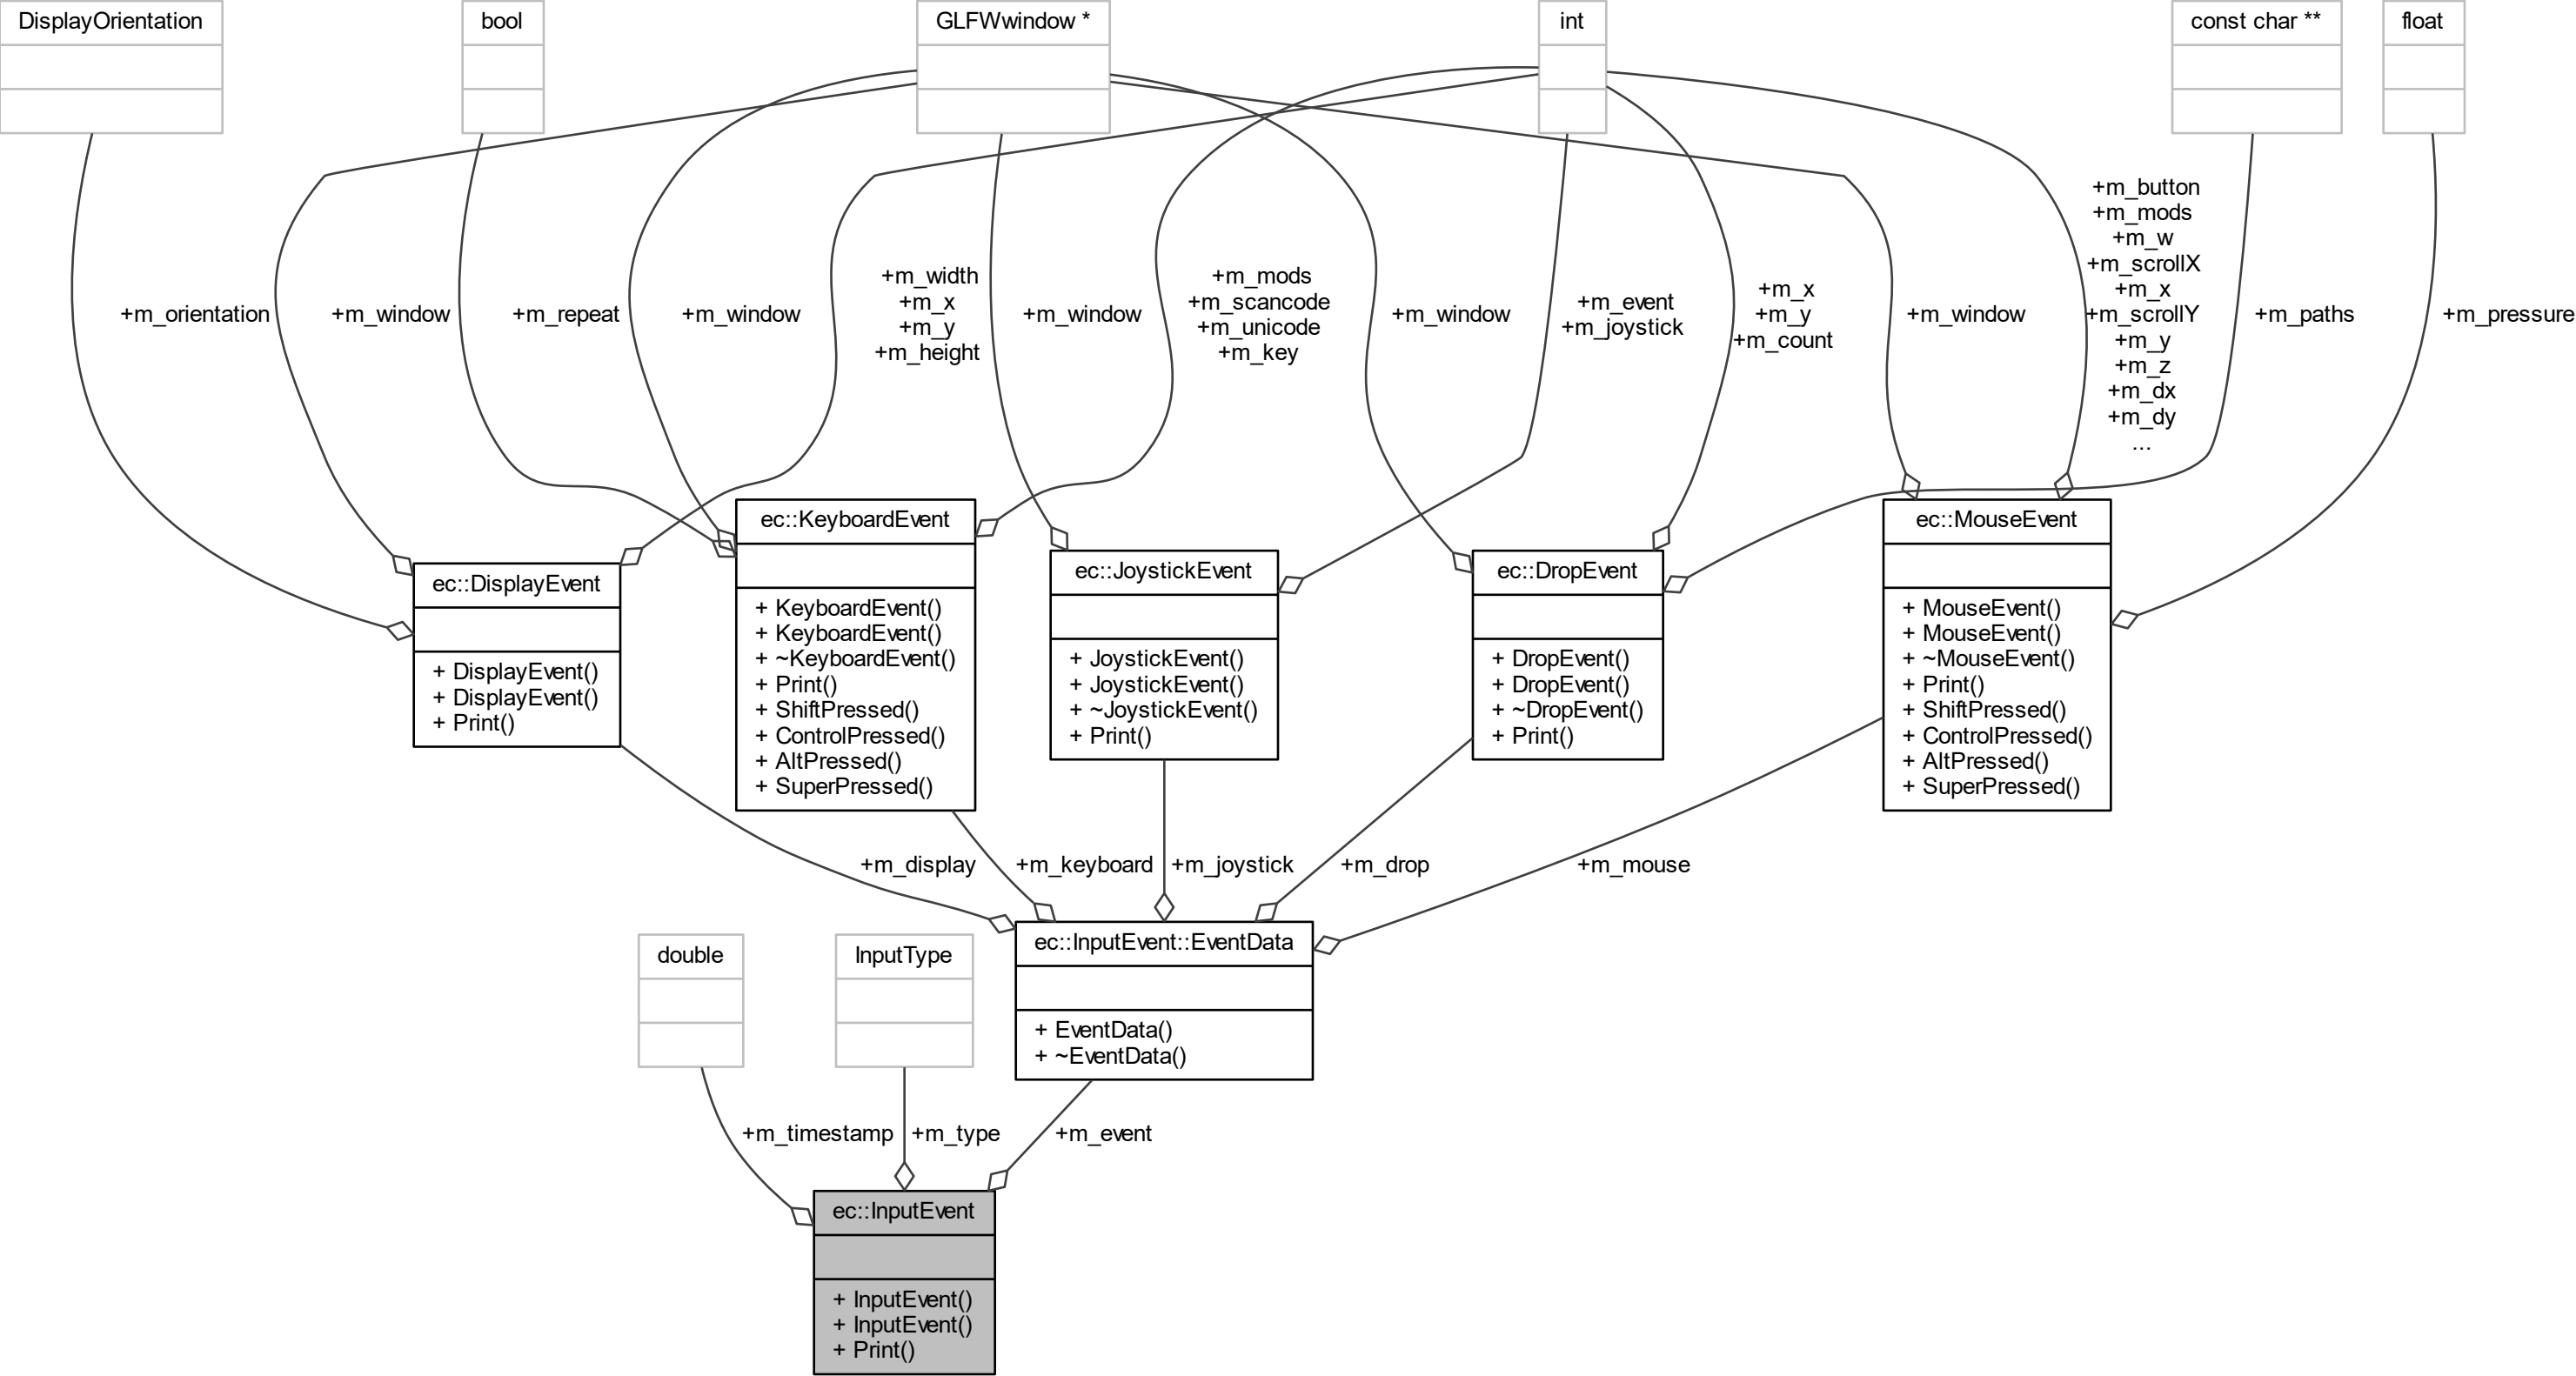 DisplayOrientation
bool
GLFWwindow *
int
const char **
float
+m_orientation
+m_window
+m_repeat
+m_window
+m_width
+m_x
+m_y
+m_height
+m_window
+m_mods
+m_scancode
+m_unicode
+m_key
+m_window
+m_event
+m_joystick
+m_x
+m_y
+m_count
+m_window
+m_button
+m_mods
+m_w
+m_scrollX
+m_x
+m_scrollY
+m_y
+m_z
+m_dx
+m_dy
...
+m_paths
+m_pressure
ec::DisplayEvent
+ DisplayEvent()
+ DisplayEvent()
+ Print()
ec::KeyboardEvent
+ KeyboardEvent()
+ KeyboardEvent()
+ ~KeyboardEvent()
+ Print()
+ ShiftPressed()
+ ControlPressed()
+ AltPressed()
+ SuperPressed()
ec::JoystickEvent
+ JoystickEvent()
+ JoystickEvent()
+ ~JoystickEvent()
+ Print()
ec::DropEvent
+ DropEvent()
+ DropEvent()
+ ~DropEvent()
+ Print()
ec::MouseEvent
+ MouseEvent()
+ MouseEvent()
+ ~MouseEvent()
+ Print()
+ ShiftPressed()
+ ControlPressed()
+ AltPressed()
+ SuperPressed()
+m_display
+m_keyboard
+m_joystick
+m_drop
+m_mouse
double
InputType
ec::InputEvent::EventData
+ EventData()
+ ~EventData()
+m_timestamp
+m_type
+m_event
ec::InputEvent
+ InputEvent()
+ InputEvent()
+ Print()